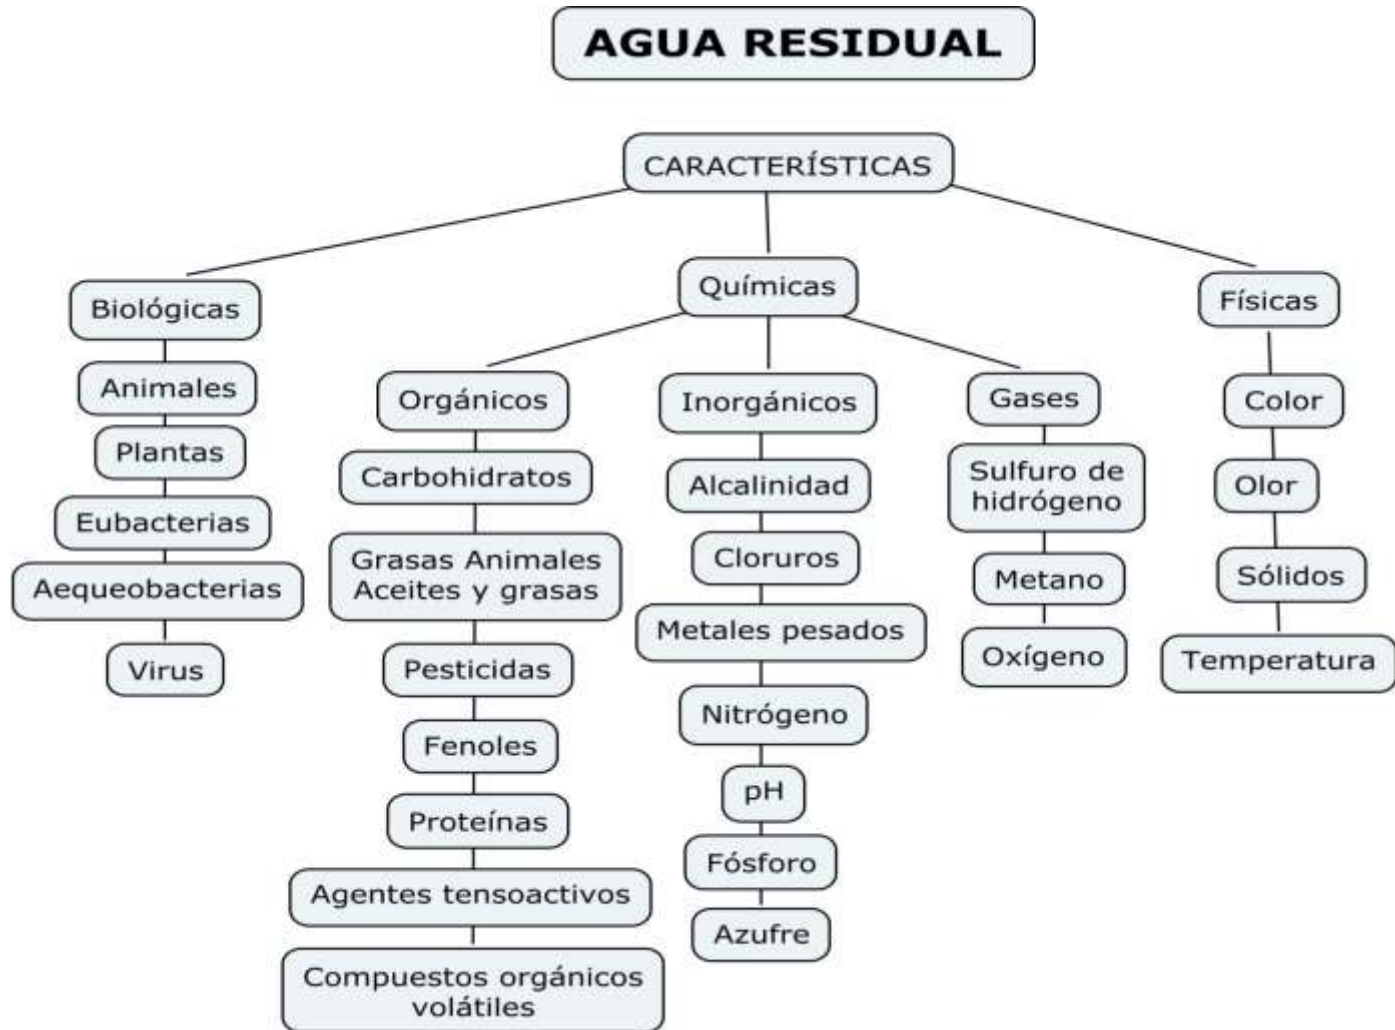 AGUA RESIDUAL
CARACTERÍSTICAS
Biológicas
Animales
Plantas
Eubacterias
Aequeobacterias
Virus
Químicas
Orgánicos
Carbohidratos
Grasas Animales
Aceites y grasas
Pesticidas
Fenoles
Proteínas
Agentes tensoactivos
Compuestos orgánicos
volátiles
Inorgánicos
Alcalinidad
Cloruros
Metales pesados
Nitrógeno
pH
Fósforo
Azufre
Gases
Sulfuro de
hidrógeno
Metano
Oxígeno
Físicas
Color
Olor
Sólidos
Temperatura